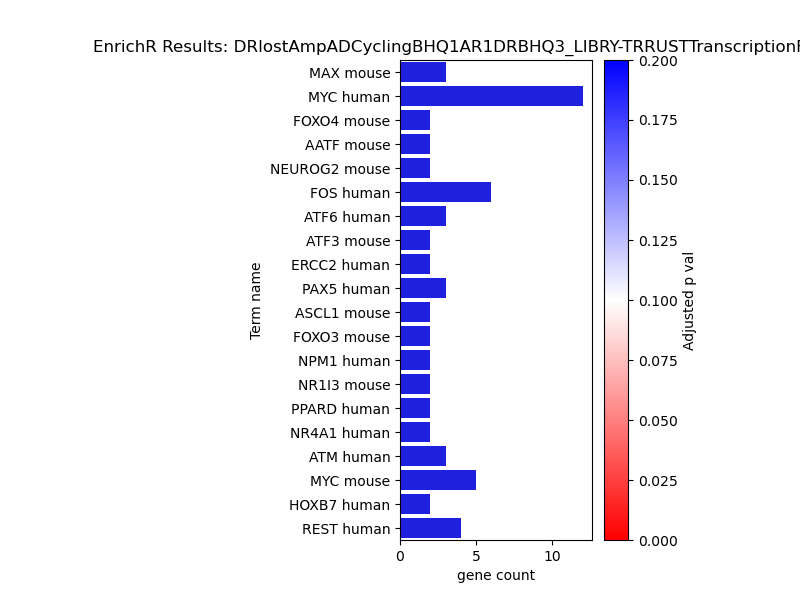 EnrichR Results: DRlostAmpADCyclingBHQ1AR1DRBHQ3_LIBRY-TRRUSTTranscriptionF
MAX mouse
MYC human
FOXO4 mouse
AATF mouse
NEUROG2 mouse
FOS human
ATF6 human
ATF3 mouse
ERCC2 human
PAX5 human
ASCL1 mouse
FOXO3 mouse
NPM1 human
NR1I3 mouse
PPARD human
NR4A1 human
ATM human
MYC mouse
HOXB7 human
REST human
Term name
0 5 10
gene count
0.200
0.175
0.150
0.125
0.100
0.075
0.050
0.025
0.000
Adjusted p val